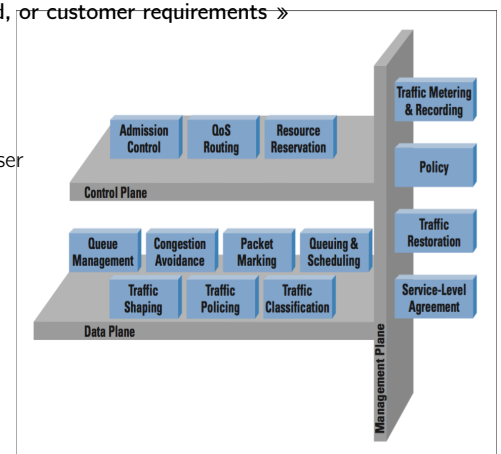 d, or customer requirements »
ser
Admission
Control
QoS
Routing
Resource
Reservation
Control Plane
Queue
Management
Congestion
Avoidance
Packet
Marking
Queuing &
Scheduling
Traffic
Shaping
Traffic
Policing
Traffic
Classification
Data Plane
Management Plane
Traffic Metering
& Recording
Policy
Traffic
Restoration
Service-Level
Agreement